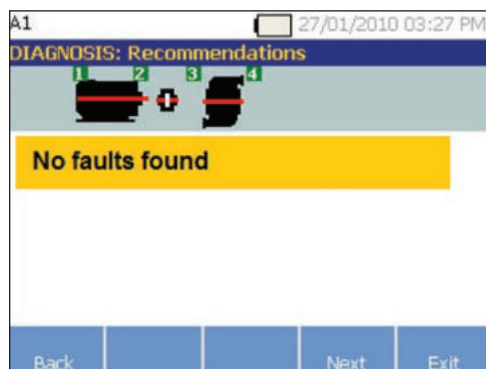 A1 27/01/2010 03:27 PM
DIAGNOSIS: Recommendations
1 2 3 4
No faults found
Back Next Exit